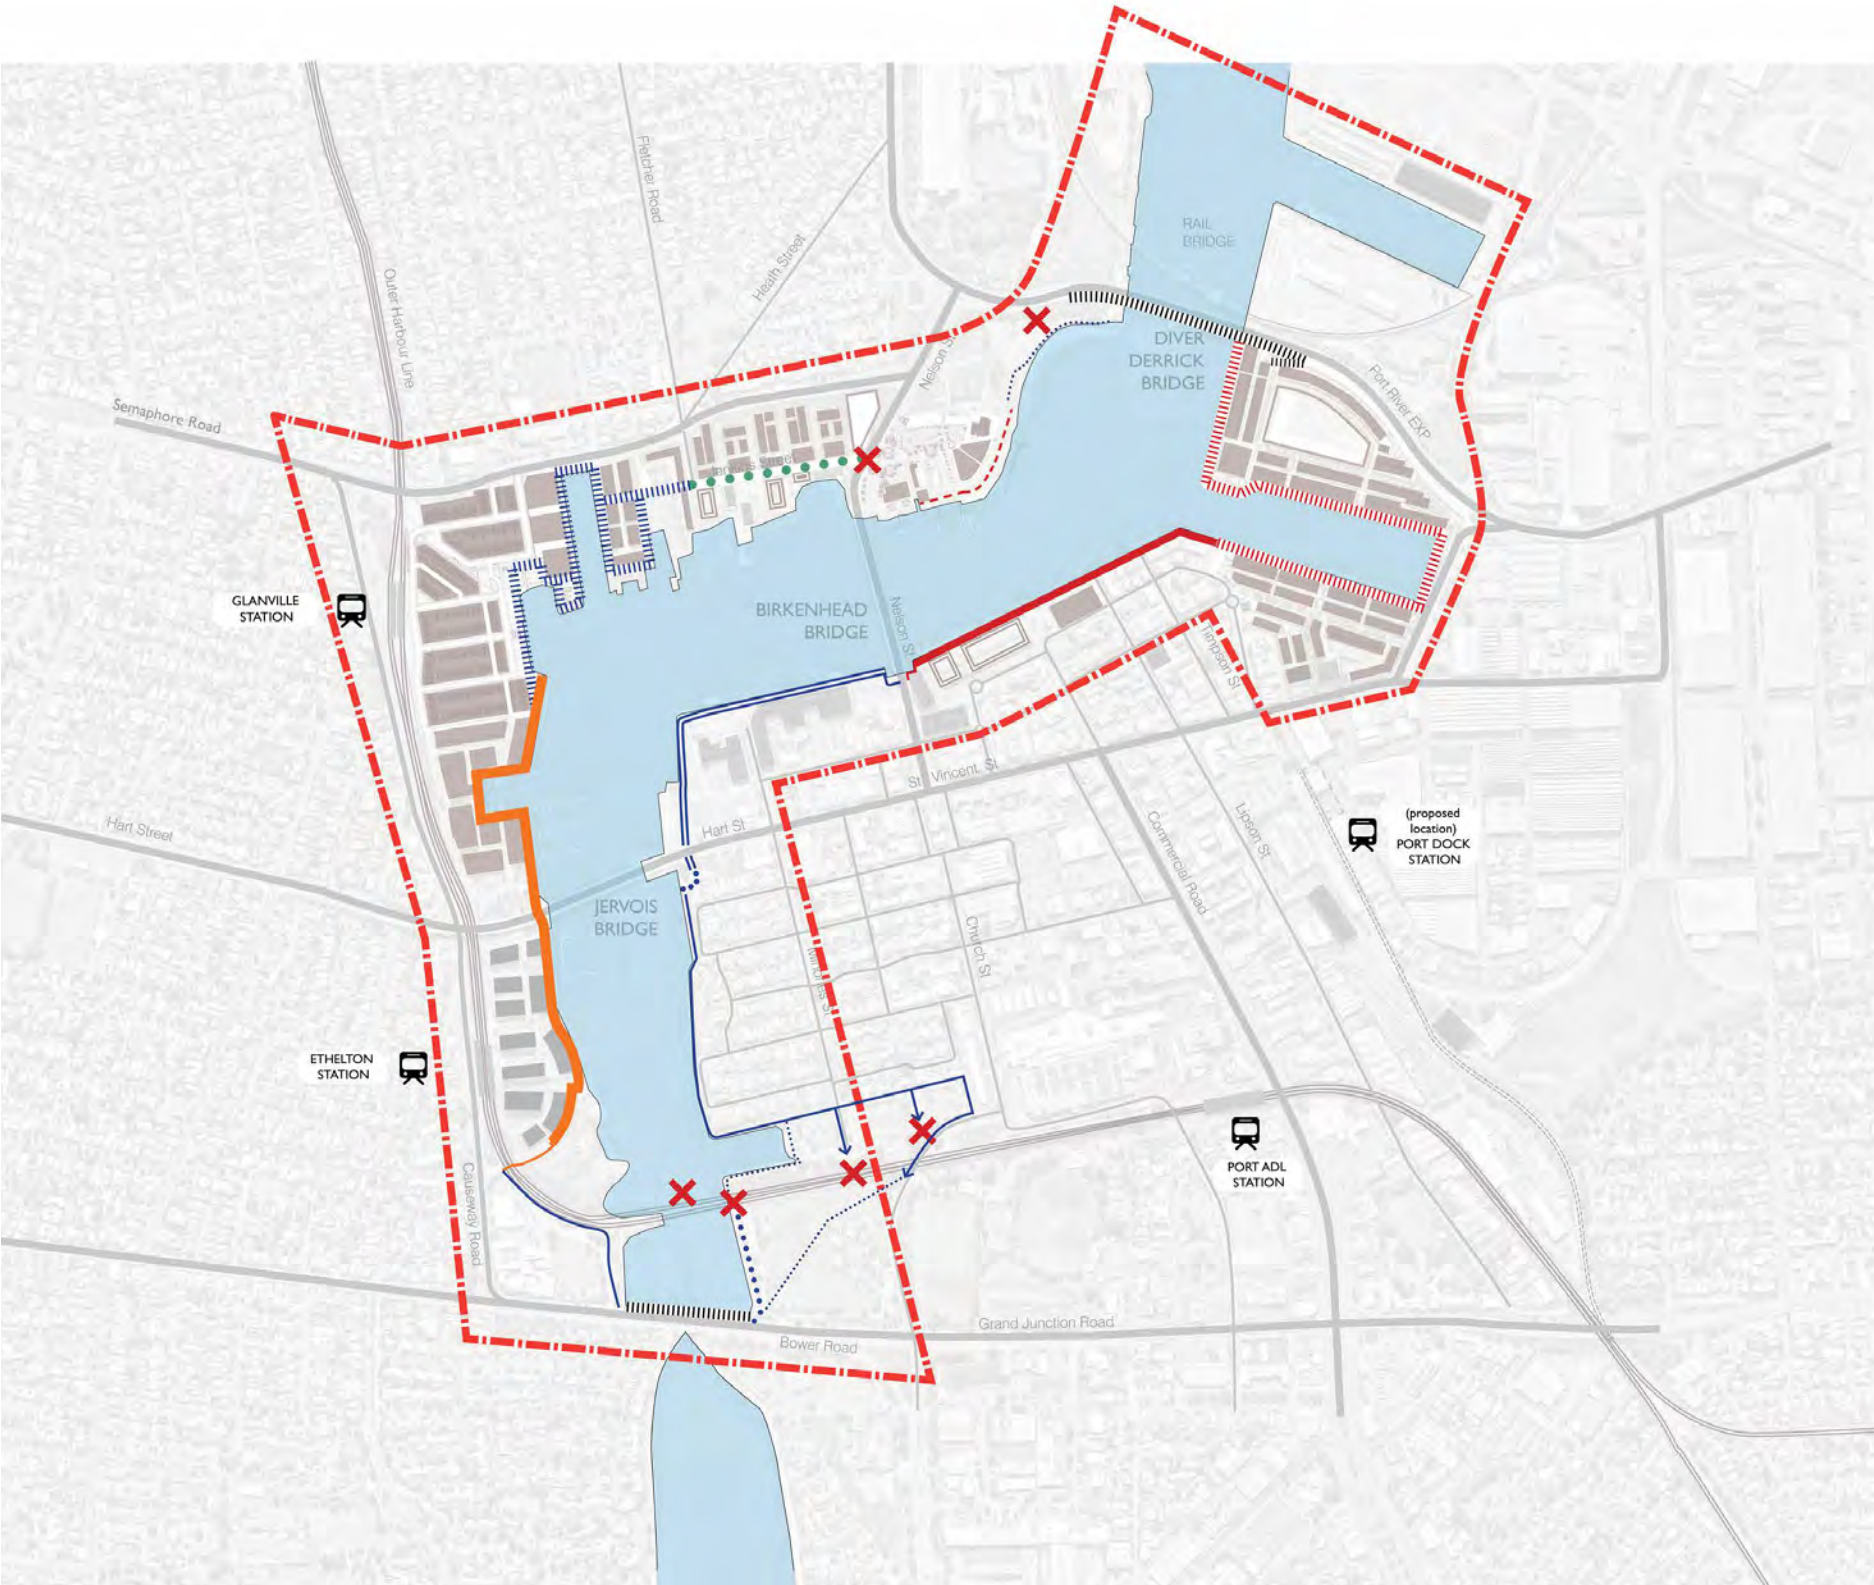 Fletcher Road
RAIL
BRIDGE
Heath Street
Outer Harbour Line
DIVER
DERRICK
BRIDGE
Nelson St
Port River EXP
Semaphore Road
GLANVILLE
STATION
BIRKENHEAD
BRIDGE
Nelson St
Timpson St
St Vincent St
Hart St
Hart Street
Commercial Road
Lipson St
(proposed
location)
PORT DOCK
STATION
JERVOIS
BRIDGE
Church St
Minories St
ETHELTON
STATION
PORT ADL
STATION
Causeway Road
Grand Junction Road
Bower Road